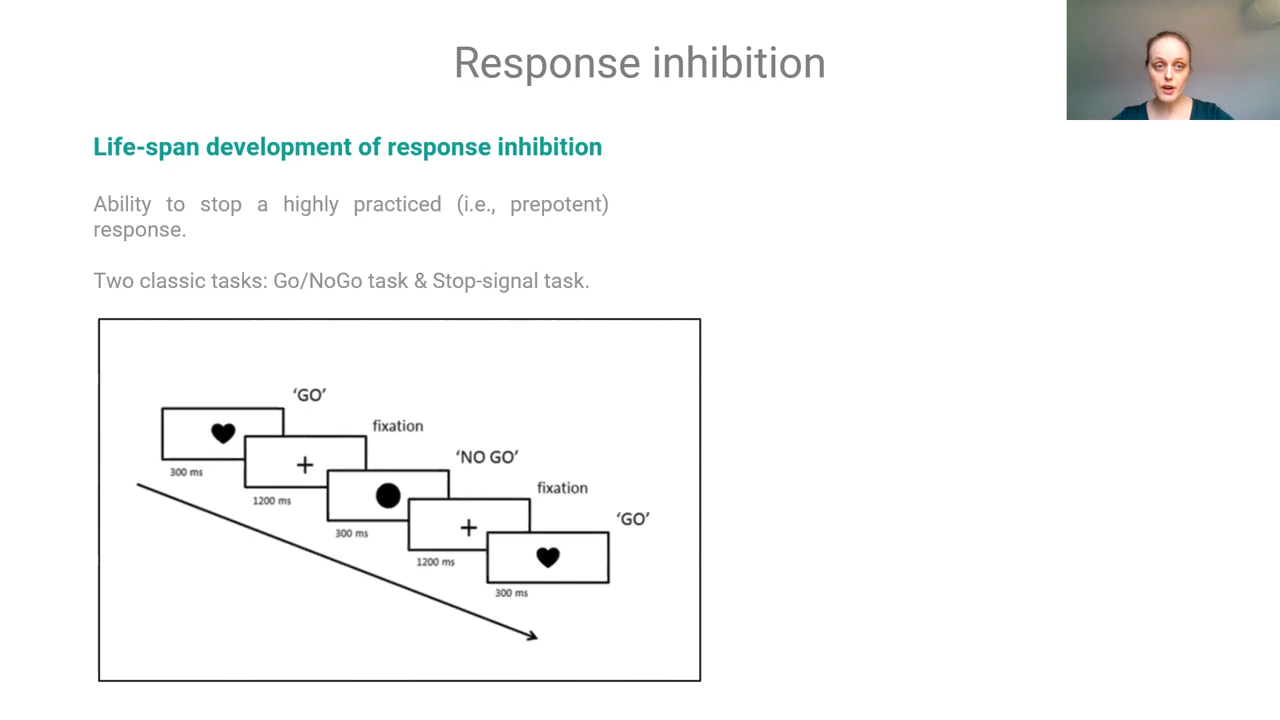 Response inhibition
Life-span development of response inhibition
Ability to stop a highly practiced (i.e., prepotent)
response.
Two classic tasks: Go/NoGo task & Stop-signal task.
‘GO’
fixation
‘NO GO’
300 ms
fixation
1200 ms
‘GO’
300 ms
1200 ms
300 ms